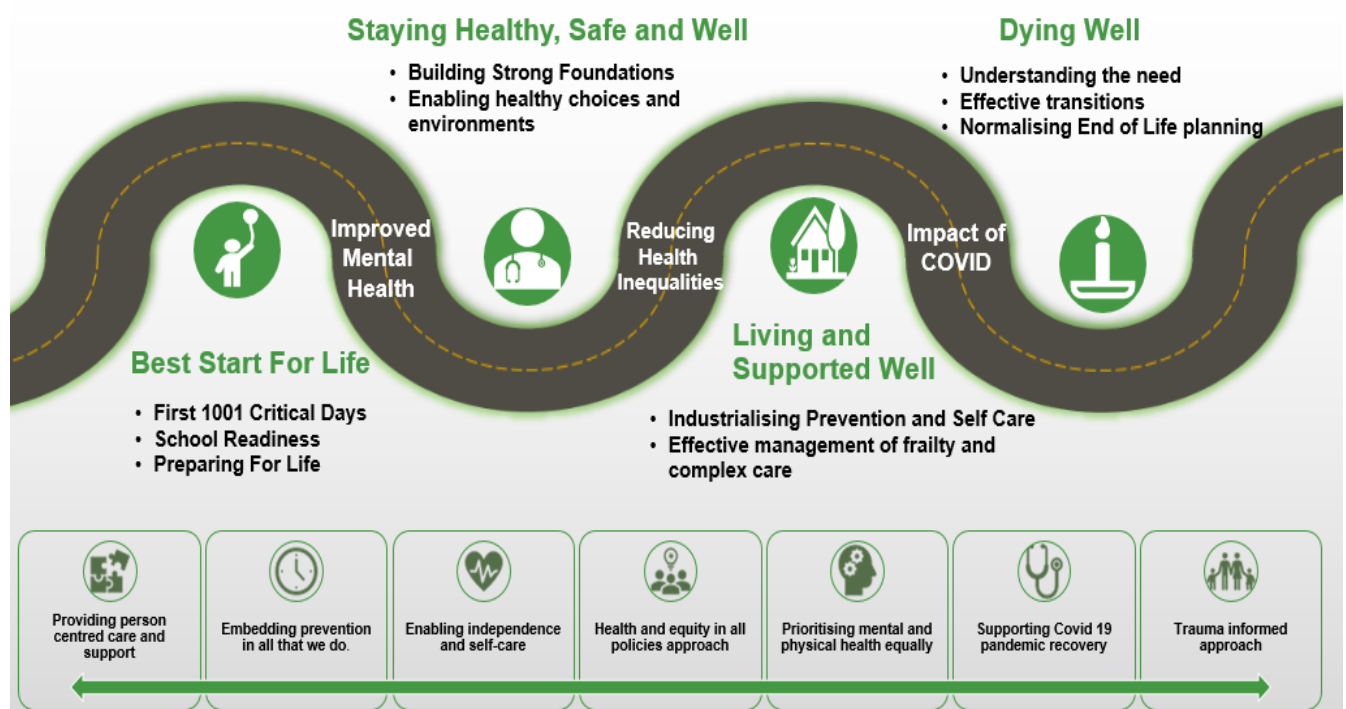 Staying Healthy, Safe and Well
• Building Strong Foundations
• Enabling healthy choices and
environments
Dying Well
• Understanding the need
• Effective transitions
• Normalising End of Life planning
Improved
Mental
Health
Reducing
Health
Inequalities
Impact of
COVID
Best Start For Life
• First 1001 Critical Days
• School Readiness
• Preparing For Life
Living and
Supported Well
• Industrialising Prevention and Self Care
• Effective management of frailty and
complex care
Providing person
centred care and
support
Embedding prevention
in all that we do.
Enabling independence
and self-care
Health and equity in all
policies approach
Prioritising mental and
physical health equally
Supporting Covid 19
pandemic recovery
Trauma informed
approach